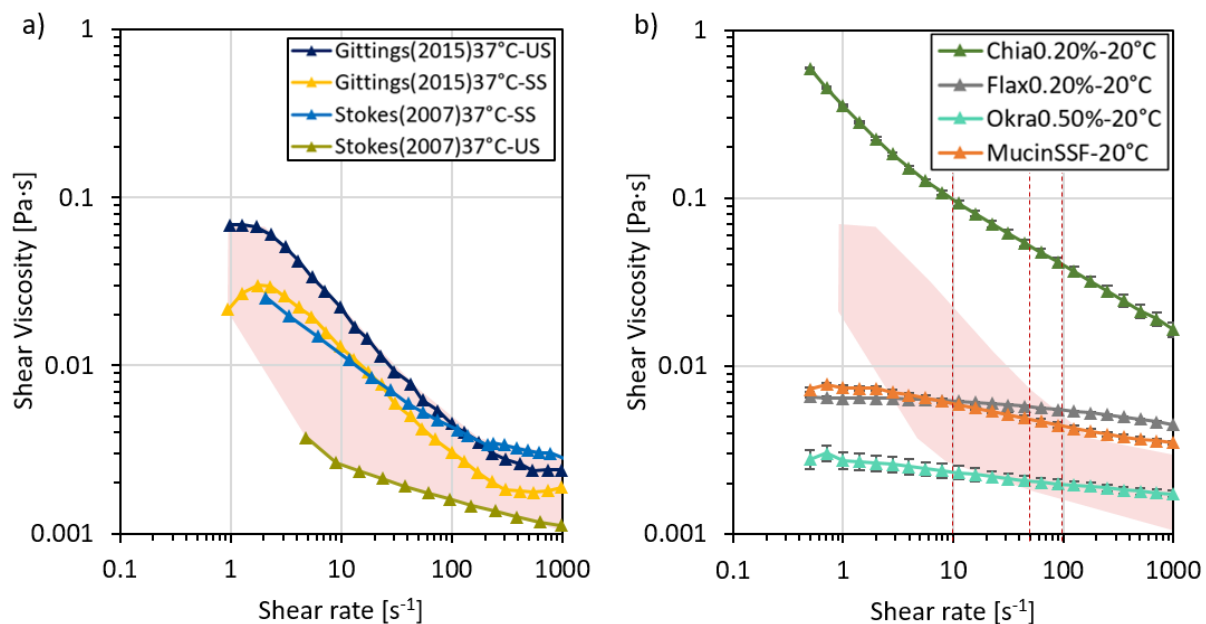 a)
Shear Viscosity [Pa·s]
1
0.1
0.01
0.001
Gittings(2015)37°C-US
Gittings(2015)37°C-SS
Stokes(2007)37°C-SS
Stokes(2007)37°C-US
0.1 1 10 100 1000
Shear rate [s⁻¹]
b)
Shear Viscosity [Pa·s]
1
0.1
0.01
0.001
Chia0.20%-20°C
Flax0.20%-20°C
Okra0.50%-20°C
MucinSSF-20°C
0.1 1 10 100 1000
Shear rate [s⁻¹]